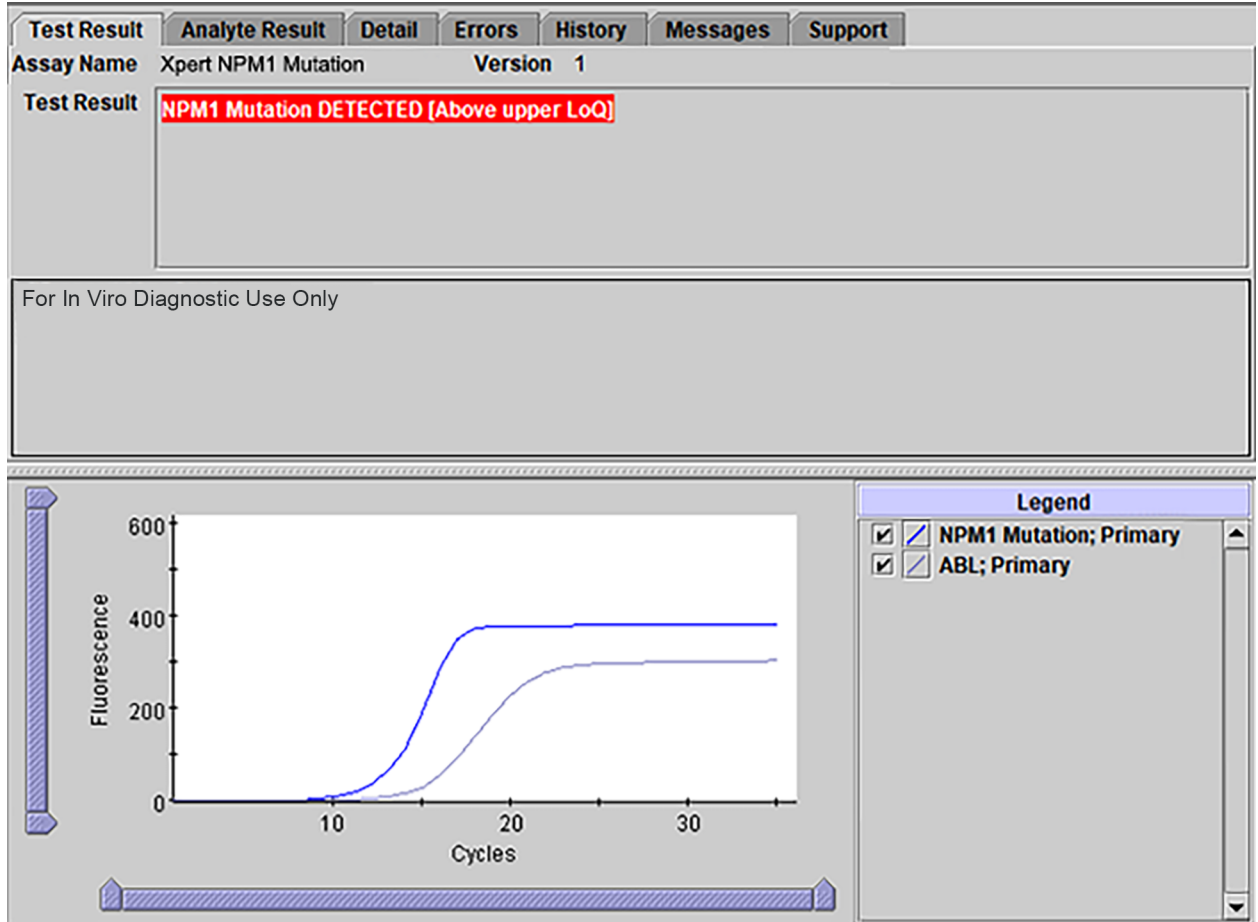 Test Result Analyte Result Detail Errors History Messages Support
Assay Name Xpert NPM1 Mutation Version 1
Test Result NPM1 Mutation DETECTED [Above upper LoQ]
For In Viro Diagnostic Use Only
600
400
200
0
Fluorescence
10 20 30
Cycles
Legend
NPM1 Mutation; Primary
ABL; Primary